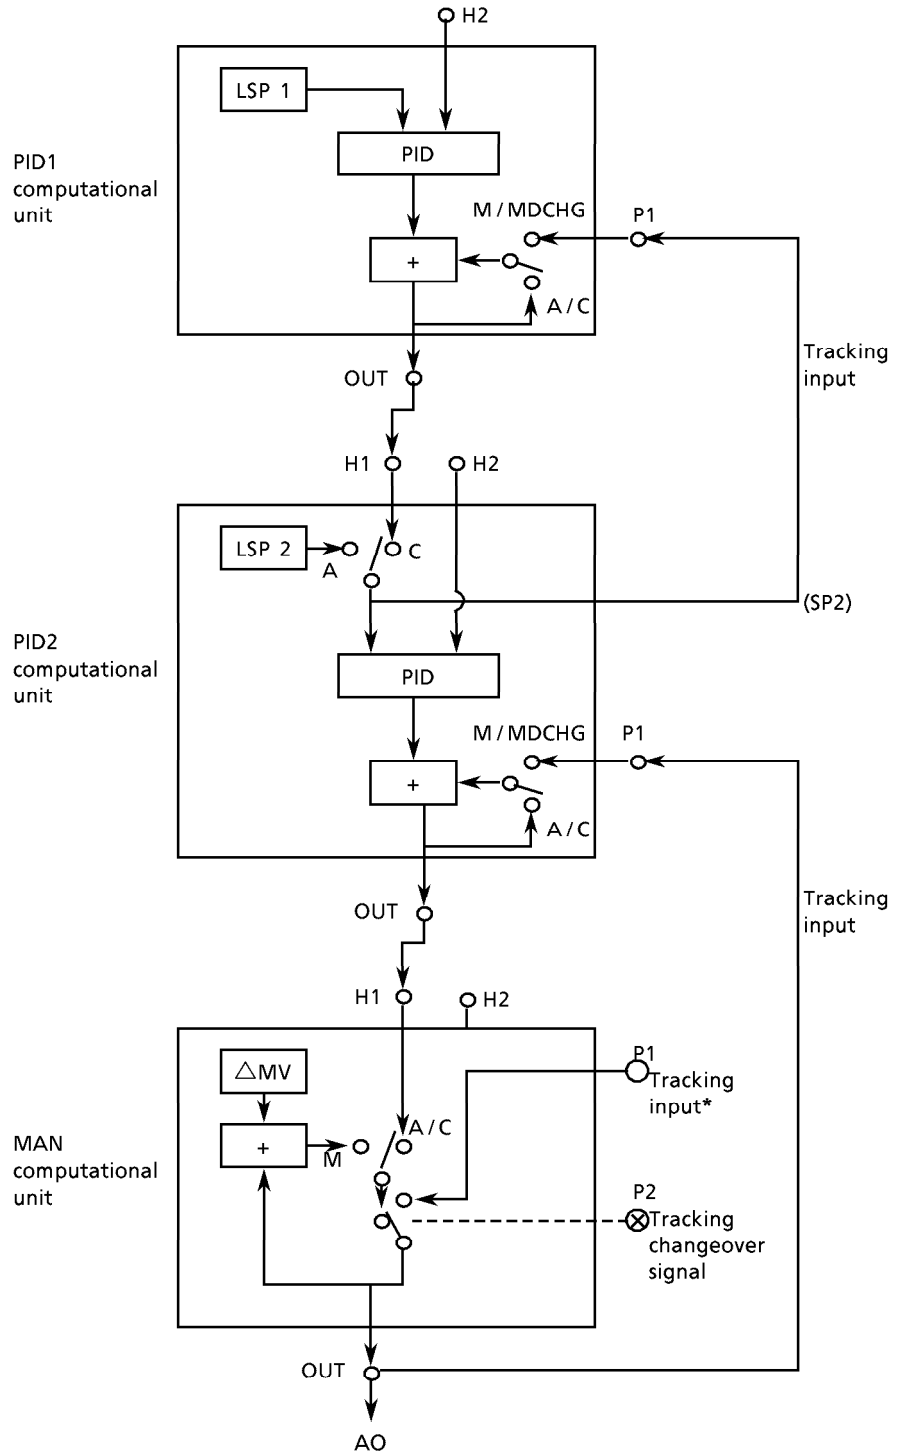 H2
LSP 1
PID
PID1
computational
unit
M / MDCHG
P1
+
A / C
Tracking
input
OUT
H1
H2
LSP 2
A
C
(SP2)
PID2
computational
unit
PID
M / MDCHG
P1
+
A / C
Tracking
input
OUT
H1
H2
△MV
P1
Tracking
input*
MAN
computational
unit
+
M
A / C
P2
Tracking
changeover
signal
OUT
AO